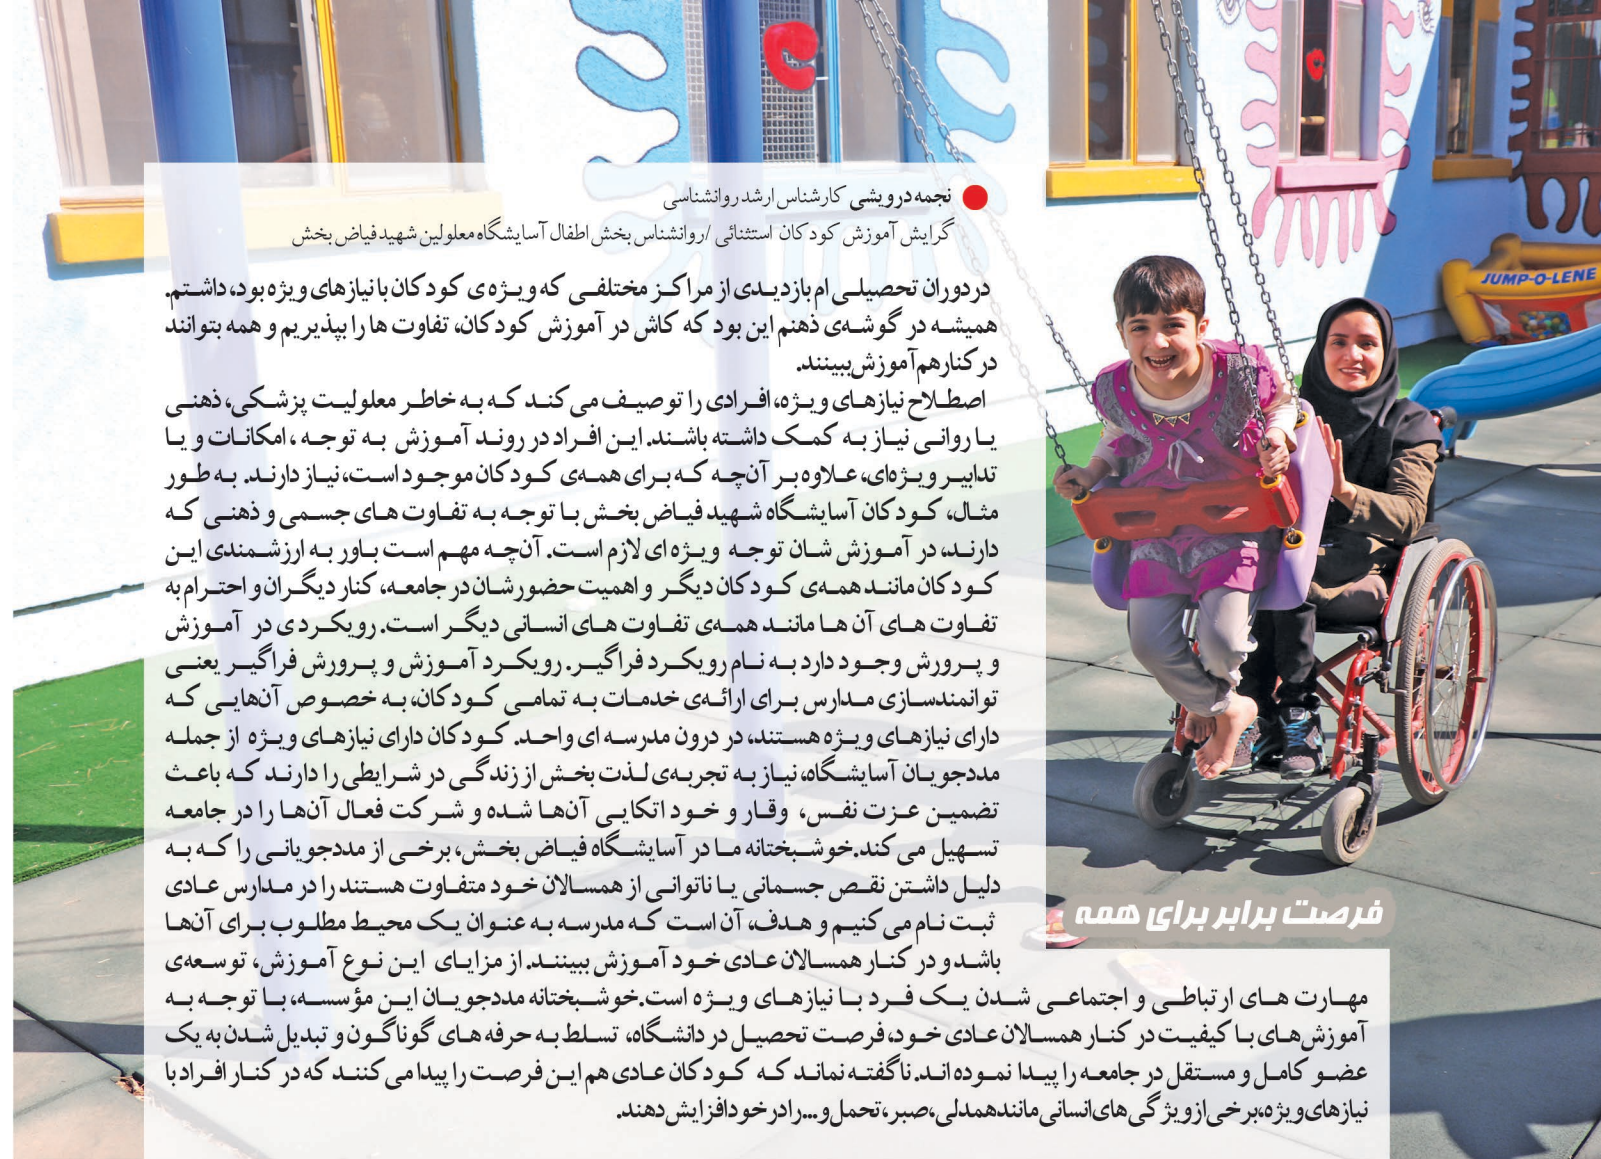 JUMP-O-LENE
نجمه درویشی کارشناس ارشد روانشناسی
گرایش آموزش کودکان استثنائی /روانشناس بخش اطفال آسایشگاه معلولین شهید فیاض بخش
در دوران تحصیلی ام بازدیدی از مراکز مختلفی که ویژه ی کودکان با نیازهای ویژه بود، داشتم.
همیشه در گوشه‌ی ذهنم این بود که کاش در آموزش کودکان، تفاوت ها را بپذیریم و همه بتوانند
در کنار هم آموزش ببینند.
اصطلاح نیازهای ویژه، افرادی را توصیف می کند که به خاطر معلولیت پزشکی، ذهنی
یا روانی نیاز به کمک داشته باشند. این افراد در روند آموزش به توجه ، امکانات و یا
تدابیر ویژه‌ای، علاوه بر آن‌چه که برای همه‌ی کودکان موجود است، نیاز دارند. به طور
مثال، کودکان آسایشگاه شهید فیاض بخش با توجه به تفاوت های جسمی و ذهنی که
دارند، در آموزش شان توجه ویژه ای لازم است. آن‌چه مهم است باور به ارزشمندی این
کودکان مانند همه‌ی کودکان دیگر و اهمیت حضورشان در جامعه، کنار دیگران و احترام به
تفاوت های آن ها مانند همه‌ی تفاوت های انسانی دیگر است. رویکردی در آموزش
و پرورش وجود دارد به نام رویکرد فراگیر. رویکرد آموزش و پرورش فراگیر یعنی
توانمندسازی مدارس برای ارائه‌ی خدمات به تمامی کودکان، به خصوص آن‌هایی که
دارای نیازهای ویژه هستند، در درون مدرسه ای واحد. کودکان دارای نیازهای ویژه از جمله
مددجویان آسایشگاه، نیاز به تجربه‌ی لذت بخش از زندگی در شرایطی را دارند که باعث
تضمین عزت نفس، وقار و خود اتکایی آن‌ها شده و شرکت فعال آن‌ها را در جامعه
تسهیل می کند.خوشبختانه ما در آسایشگاه فیاض بخش، برخی از مددجویانی را که به
دلیل داشتن نقص جسمانی یا ناتوانی از همسالان خود متفاوت هستند را در مدارس عادی
ثبت نام می کنیم و هدف، آن است که مدرسه به عنوان یک محیط مطلوب برای آن‌ها
باشد و در کنار همسالان عادی خود آموزش ببینند. از مزایای این نوع آموزش، توسعه‌ی
مهارت های ارتباطی و اجتماعی شدن یک فرد با نیازهای ویژه است.خوشبختانه مددجویان این مؤسسه، با توجه به
آموزش‌های با کیفیت در کنار همسالان عادی خود، فرصت تحصیل در دانشگاه، تسلط به حرفه های گوناگون و تبدیل شدن به یک
عضو کامل و مستقل در جامعه را پیدا نموده اند. ناگفته نماند که کودکان عادی هم این فرصت را پیدا می کنند که در کنار افراد با
نیازهای ویژه، برخی از ویژگی های انسانی مانند همدلی، صبر، تحمل و... را در خود افزایش دهند.
فرصت برابر برای همه